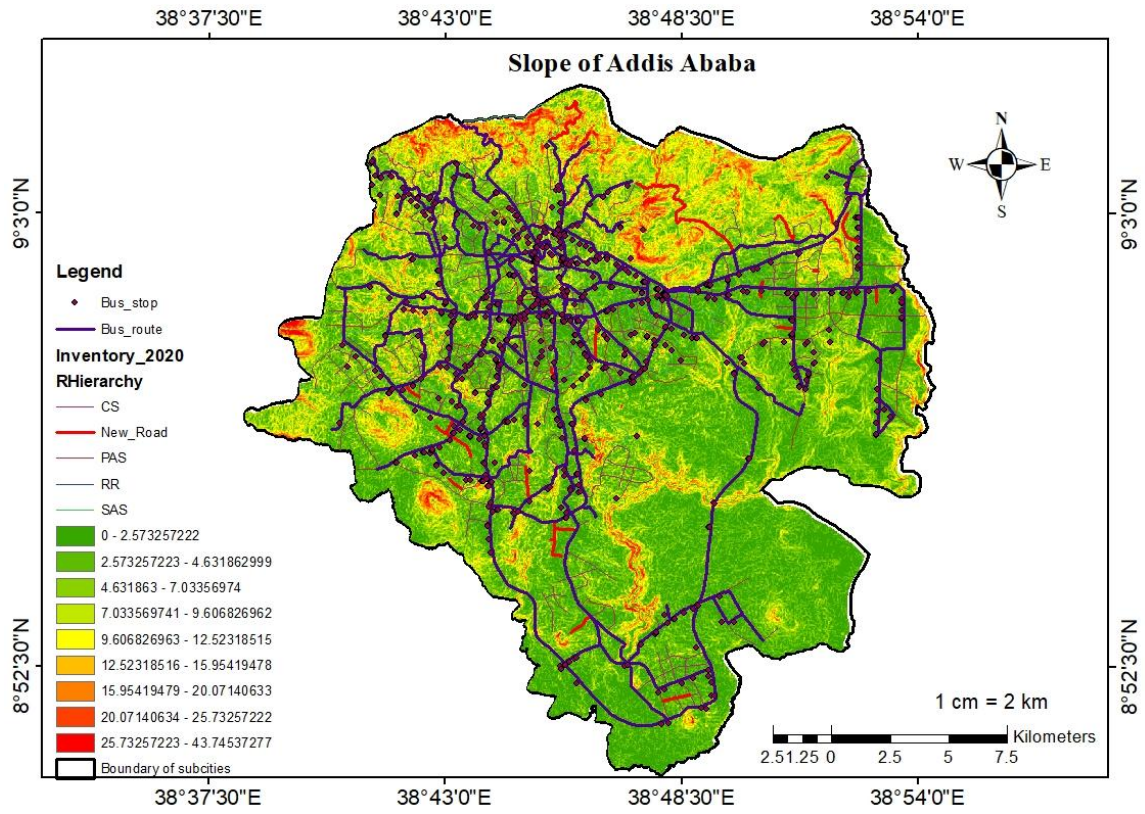 38°37'30"E 38°43'0"E 38°48'30"E 38°54'0"E
Slope of Addis Ababa
N
W E
S
9°3'0"N
9°3'0"N
Legend
Bus_stop
Bus_route
Inventory_2020
RHierarchy
CS
New_Road
PAS
RR
SAS
0 - 2.573257222
2.573257223 - 4.631862999
4.631863 - 7.03356974
7.033569741 - 9.606826962
9.606826963 - 12.52318515
12.52318516 - 15.95419478
15.95419479 - 20.07140633
20.07140634 - 25.73257222
25.73257223 - 43.74537277
Boundary of subcities
8°52'30"N
8°52'30"N
1 cm = 2 km
Kilometers
2.5 1.25 0 2.5 5 7.5
38°37'30"E 38°43'0"E 38°48'30"E 38°54'0"E